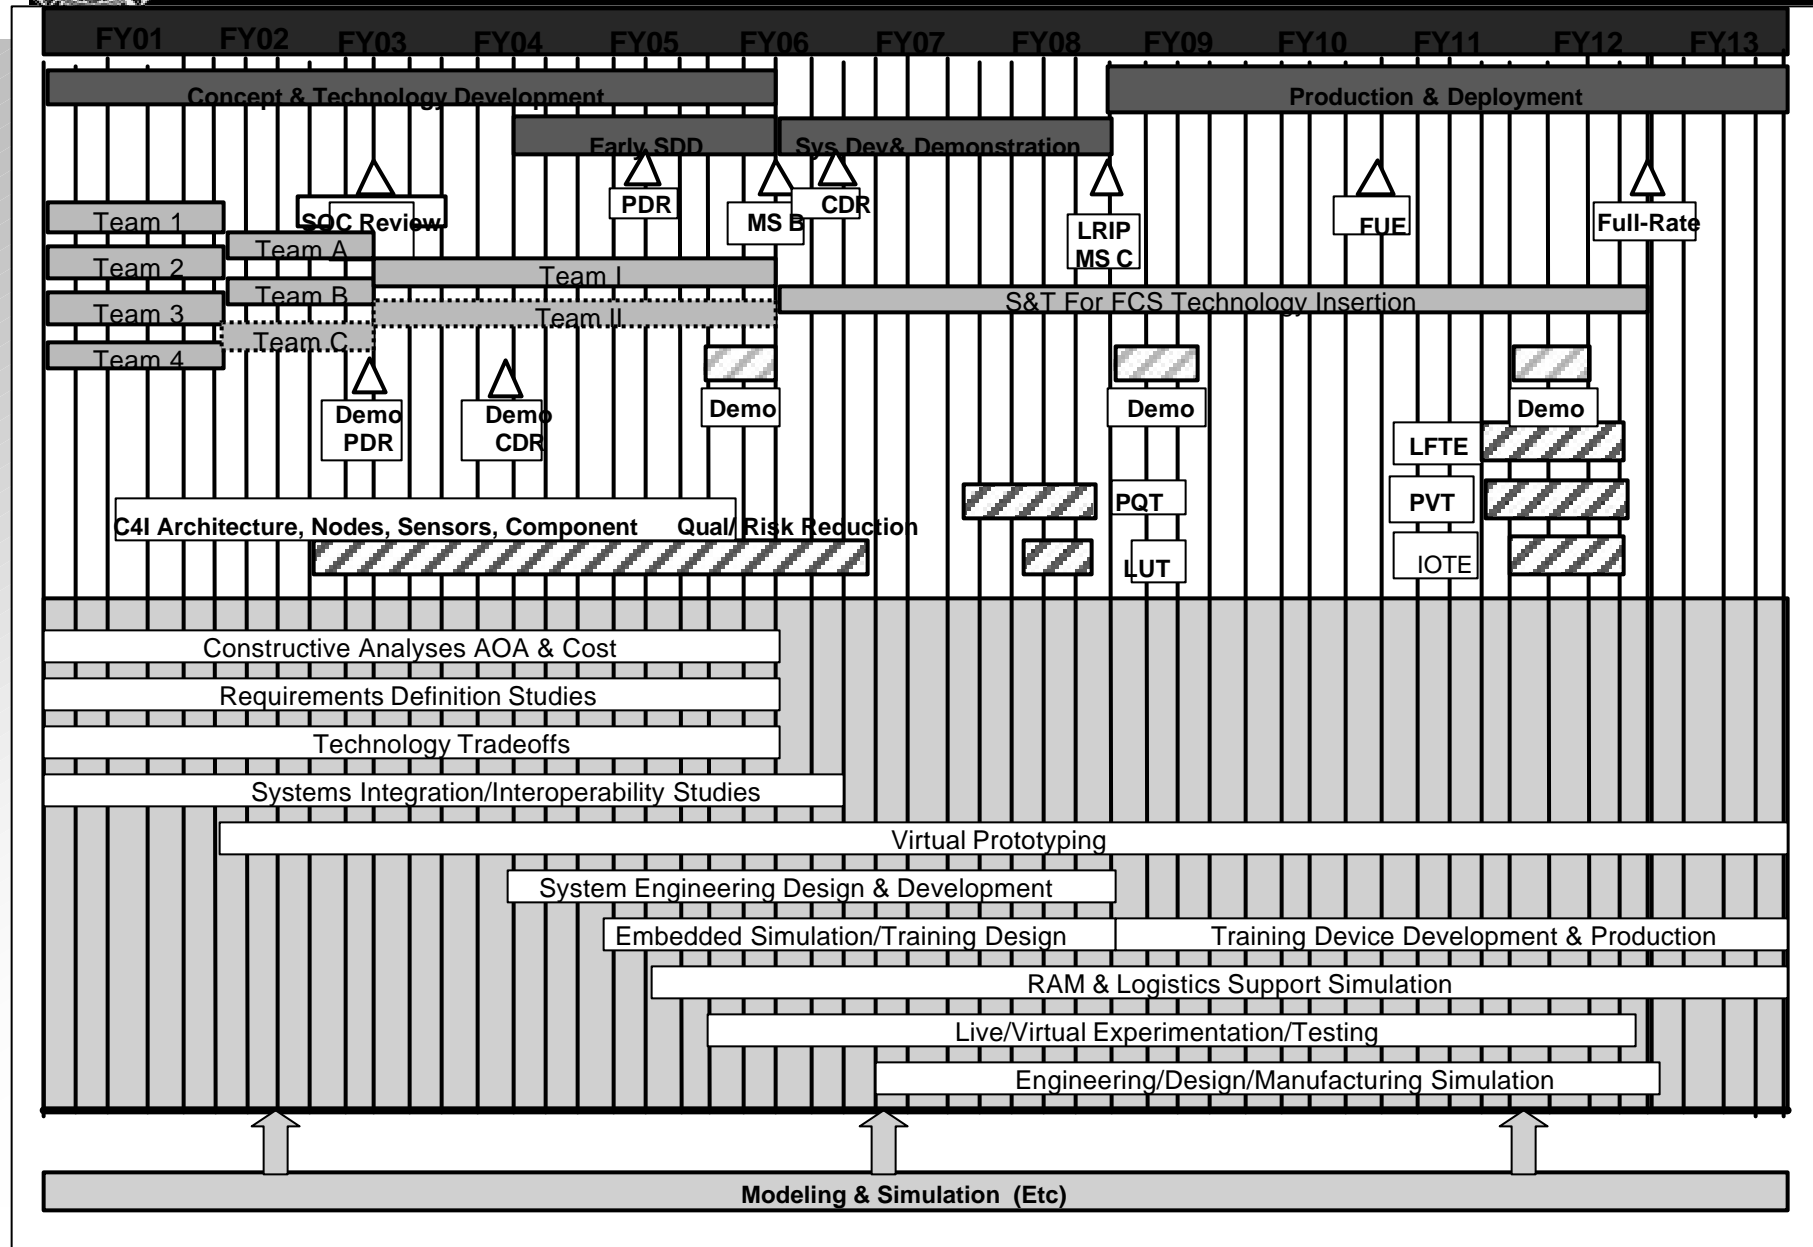 FY01 FY02 FY03 FY04 FY05 FY06 FY07 FY08 FY09 FY10 FY11 FY12 FY13
Concept & Technology Development
Production & Deployment
Early SDD
Sys Dev& Demonstration
SOC Review
PDR
MS B
CDR
LRIP
MS C
FUE
Full-Rate
Team 1
Team 2
Team 3
Team 4
Team A
Team B
Team C
Team I
Team II
S&T For FCS Technology Insertion
Demo
PDR
Demo
CDR
Demo
Demo
Demo
LFTE
PQT
PVT
LUT
IOTE
C4I Architecture, Nodes, Sensors, Component Qual/ Risk Reduction
Constructive Analyses AOA & Cost
Requirements Definition Studies
Technology Tradeoffs
Systems Integration/Interoperability Studies
Virtual Prototyping
System Engineering Design & Development
Embedded Simulation/Training Design
Training Device Development & Production
RAM & Logistics Support Simulation
Live/Virtual Experimentation/Testing
Engineering/Design/Manufacturing Simulation
Modeling & Simulation (Etc)